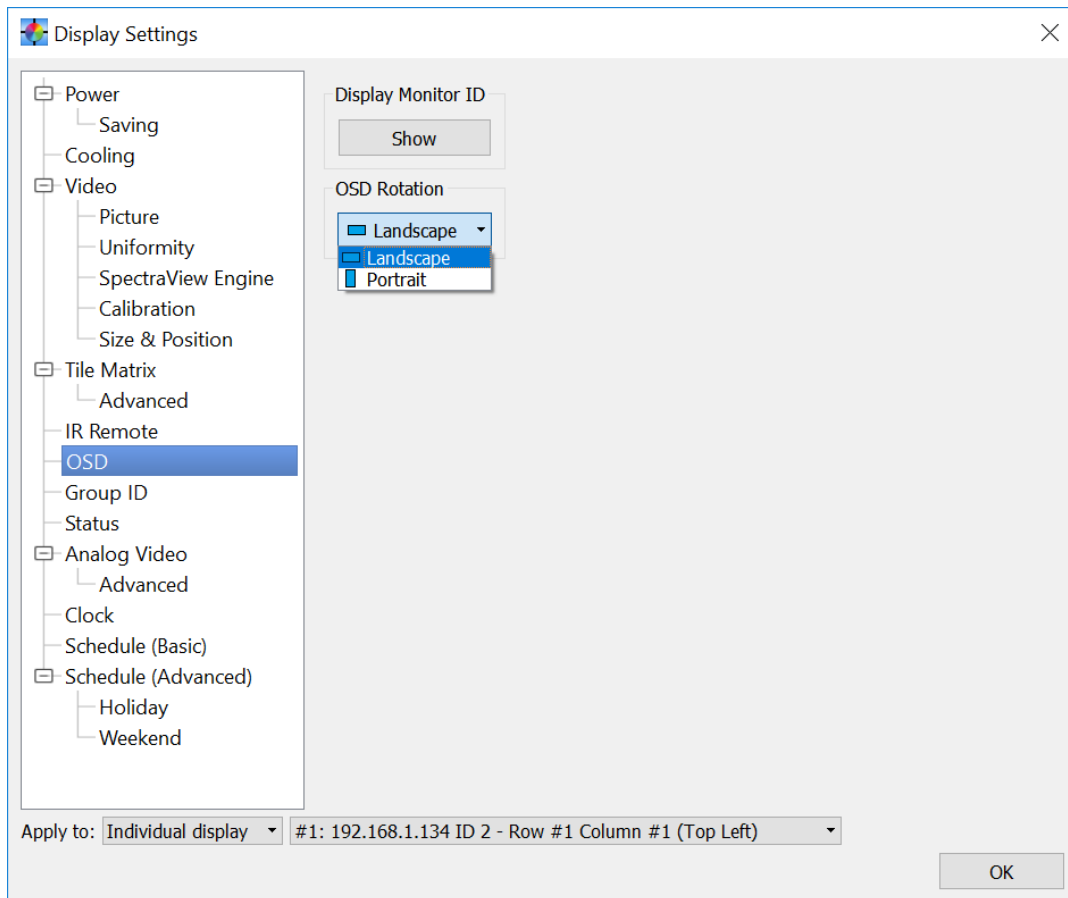 Display Settings
Power
Saving
Cooling
Video
Picture
Uniformity
SpectraView Engine
Calibration
Size & Position
Tile Matrix
Advanced
IR Remote
OSD
Group ID
Status
Analog Video
Advanced
Clock
Schedule (Basic)
Schedule (Advanced)
Holiday
Weekend
Display Monitor ID
Show
OSD Rotation
Landscape
Landscape
Portrait
Apply to: Individual display #1: 192.168.1.134 ID 2 - Row #1 Column #1 (Top Left)
OK